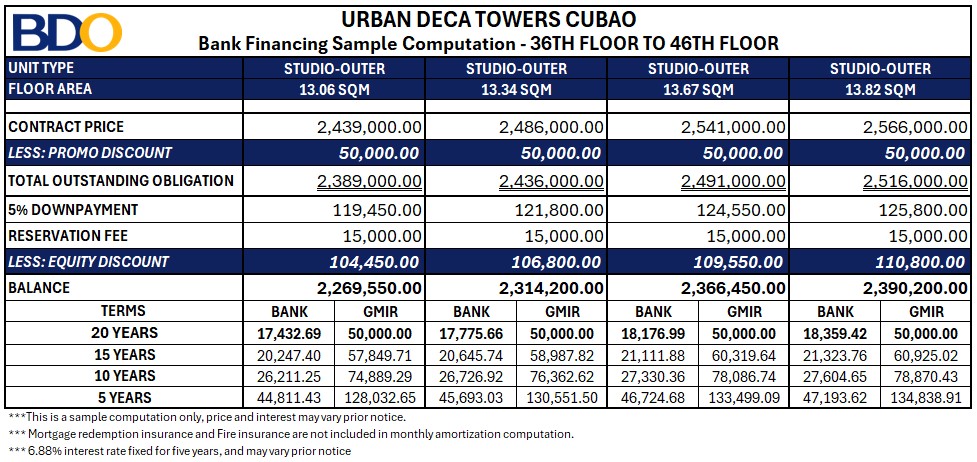 BDO
URBAN DECA TOWERS CUBAO
Bank Financing Sample Computation - 36TH FLOOR TO 46TH FLOOR
UNIT TYPE STUDIO-OUTER STUDIO-OUTER STUDIO-OUTER STUDIO-OUTER
FLOOR AREA 13.06 SQM 13.34 SQM 13.67 SQM 13.82 SQM
CONTRACT PRICE 2,439,000.00 2,486,000.00 2,541,000.00 2,566,000.00
LESS: PROMO DISCOUNT 50,000.00 50,000.00 50,000.00 50,000.00
TOTAL OUTSTANDING OBLIGATION 2,389,000.00 2,436,000.00 2,491,000.00 2,516,000.00
5% DOWNPAYMENT 119,450.00 121,800.00 124,550.00 125,800.00
RESERVATION FEE 15,000.00 15,000.00 15,000.00 15,000.00
LESS: EQUITY DISCOUNT 104,450.00 106,800.00 109,550.00 110,800.00
BALANCE 2,269,550.00 2,314,200.00 2,366,450.00 2,390,200.00
TERMS BANK GMIR BANK GMIR BANK GMIR BANK GMIR
20 YEARS 17,432.69 50,000.00 17,775.66 50,000.00 18,176.99 50,000.00 18,359.42 50,000.00
15 YEARS 20,247.40 57,849.71 20,645.74 58,987.82 21,111.88 60,319.64 21,323.76 60,925.02
10 YEARS 26,211.25 74,889.29 26,726.92 76,362.62 27,330.36 78,086.74 27,604.65 78,870.43
5 YEARS 44,811.43 128,032.65 45,693.03 130,551.50 46,724.68 133,499.09 47,193.62 134,838.91
***This is a sample computation only, price and interest may vary prior notice.
*** Mortgage redemption insurance and Fire insurance are not included in monthly amortization computation.
*** 6.88% interest rate fixed for five years, and may vary prior notice